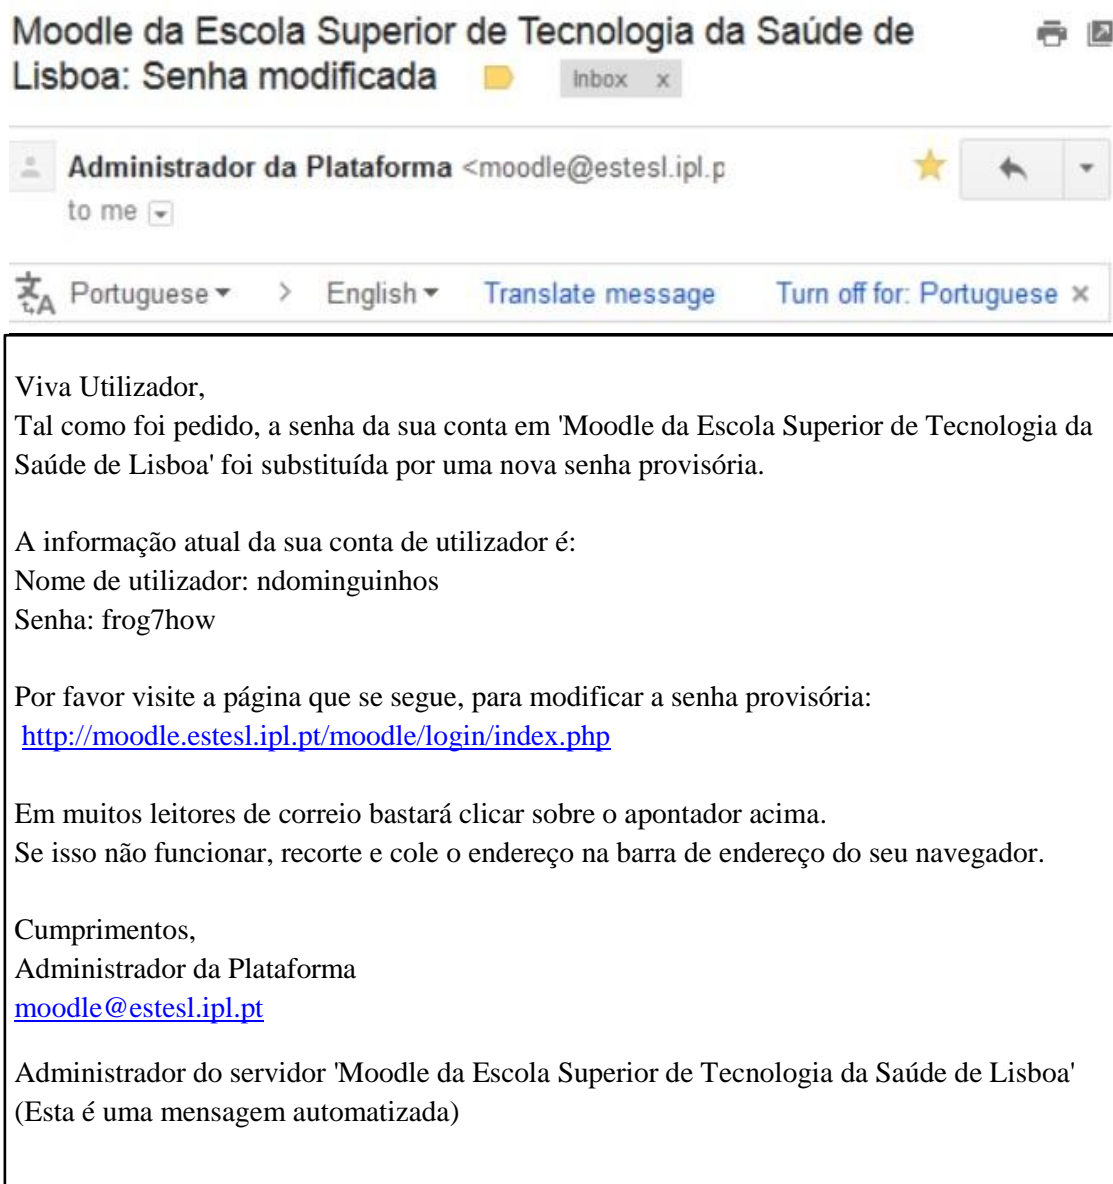 Moodle da Escola Superior de Tecnologia da Saúde de
Lisboa: Senha modificada Inbox x
Administrador da Plataforma <moodle@estesl.ipl.p
to me
Portuguese > English Translate message Turn off for: Portuguese ×
Viva Utilizador,
Tal como foi pedido, a senha da sua conta em 'Moodle da Escola Superior de Tecnologia da
Saúde de Lisboa' foi substituída por uma nova senha provisória.
A informação atual da sua conta de utilizador é:
Nome de utilizador: ndominguinhos
Senha: frog7how
Por favor visite a página que se segue, para modificar a senha provisória:
http://moodle.estesl.ipl.pt/moodle/login/index.php
Em muitos leitores de correio bastará clicar sobre o apontador acima.
Se isso não funcionar, recorte e cole o endereço na barra de endereço do seu navegador.
Cumprimentos,
Administrador da Plataforma
moodle@estesl.ipl.pt
Administrador do servidor 'Moodle da Escola Superior de Tecnologia da Saúde de Lisboa'
(Esta é uma mensagem automatizada)